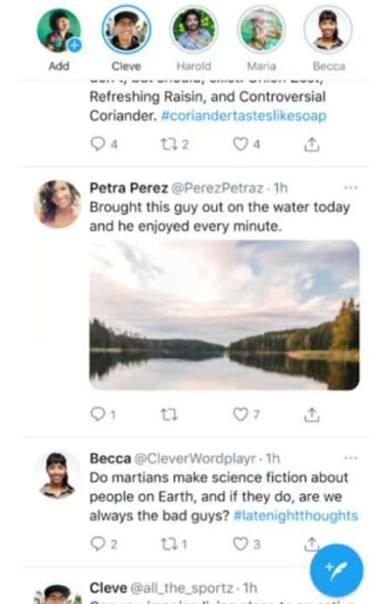 Add Cleve Harold Maria Becca
Refreshing Raisin, and Controversial
Coriander. #coriandertasteslikesoap
4 2 4
Petra Perez @PerezPetraz · 1h
Brought this guy out on the water today
and he enjoyed every minute.
1 7
Becca @CleverWordplayr · 1h
Do martians make science fiction about
people on Earth, and if they do, are we
always the bad guys? #latenightthoughts
2 1 3
Cleve @all_the_sportz · 1h